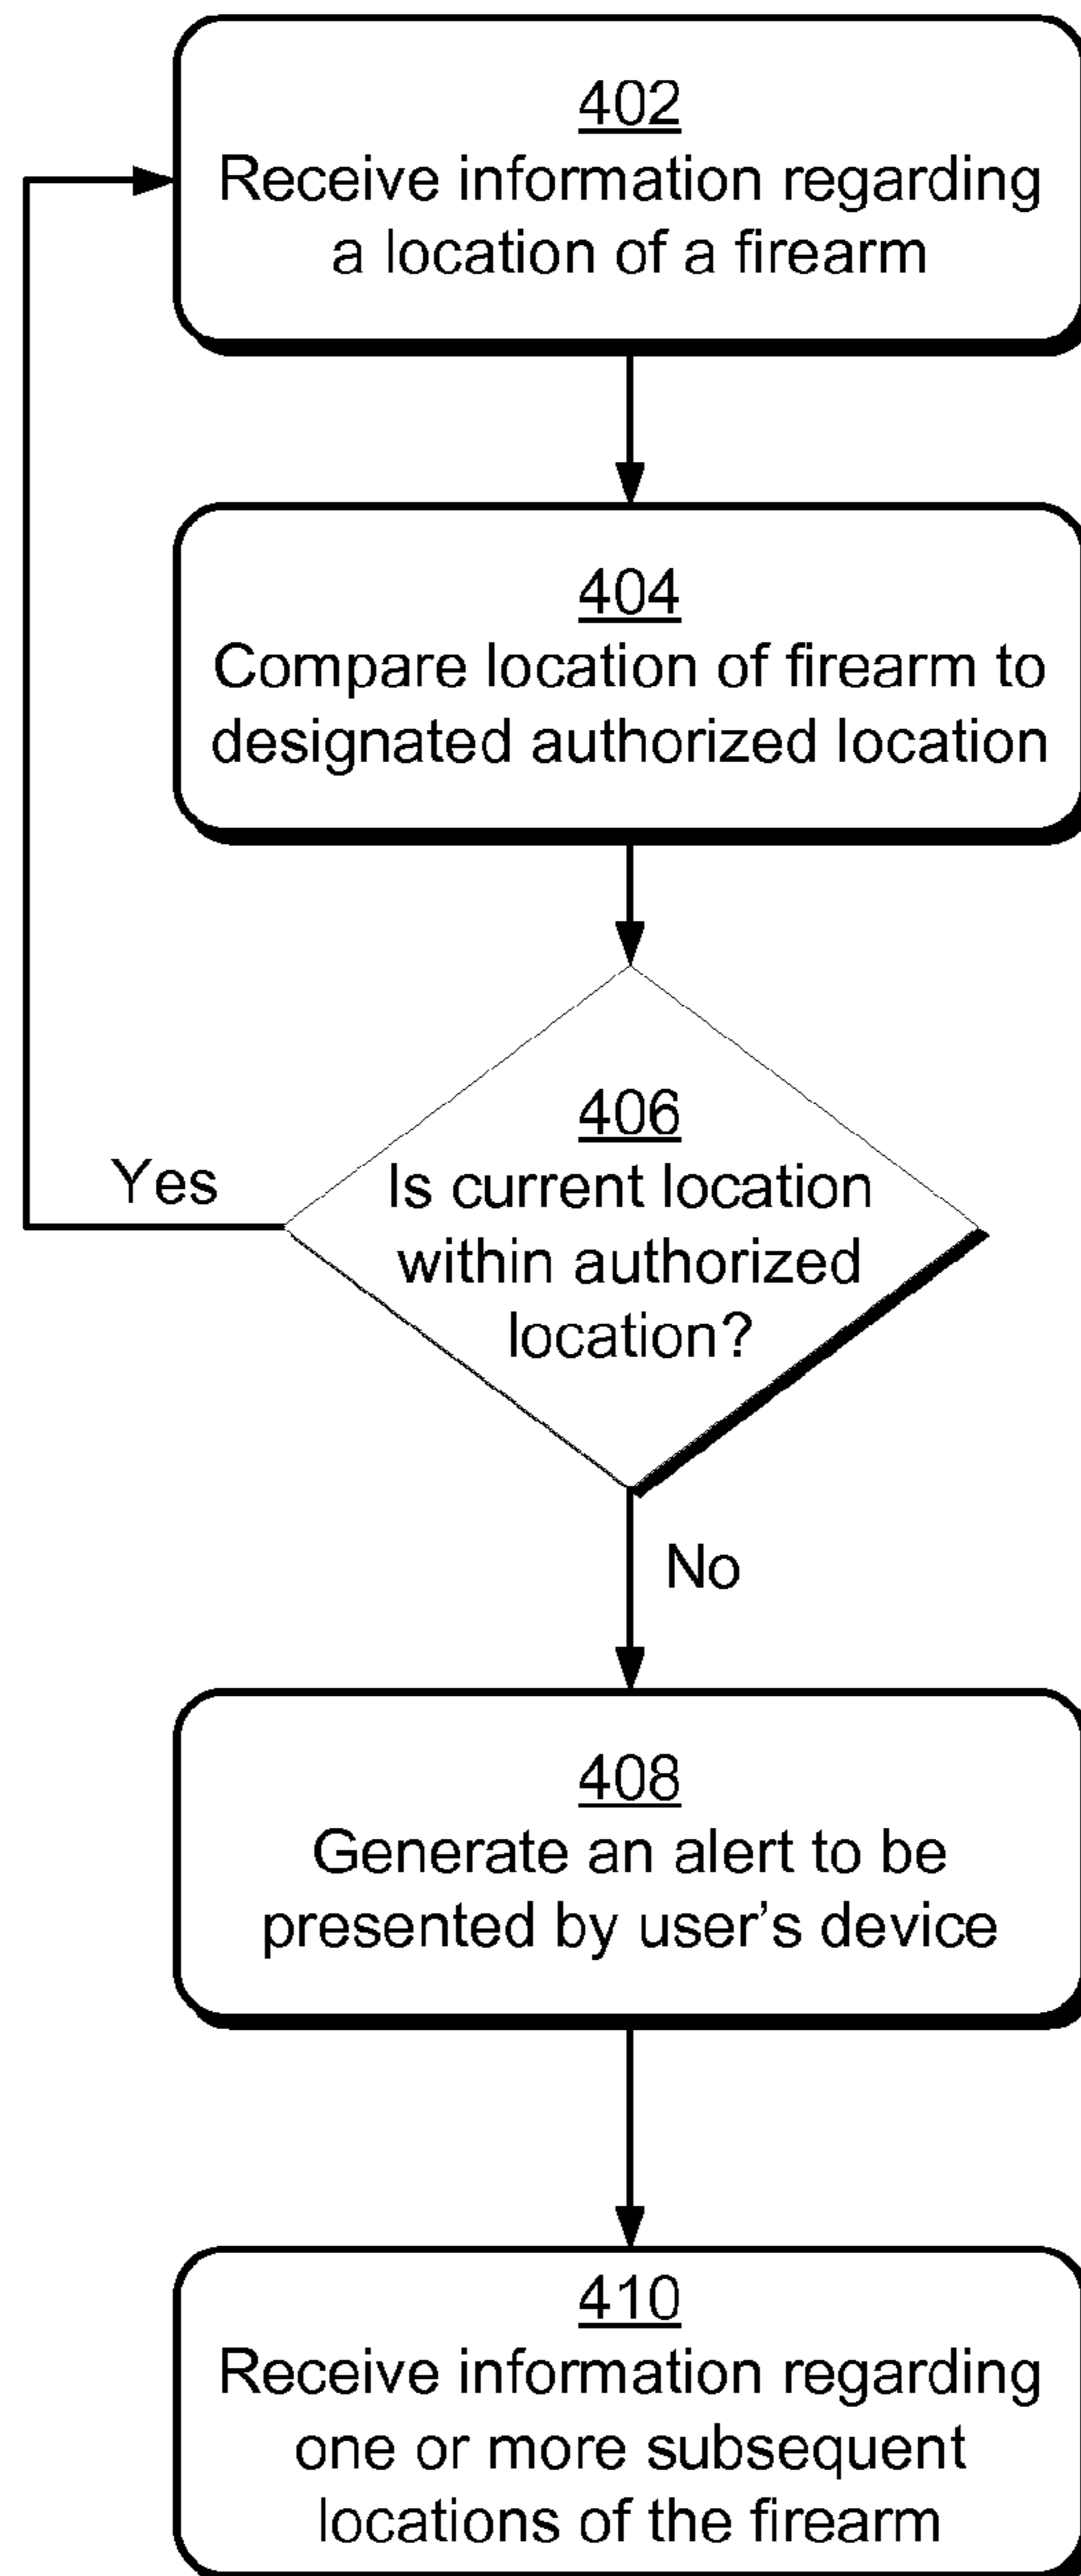 402
Receive information regarding
a location of a firearm
404
Compare location of firearm to
designated authorized location
406
Is current location
within authorized
location?
Yes
No
408
Generate an alert to be
presented by user’s device
410
Receive information regarding
one or more subsequent
locations of the firearm